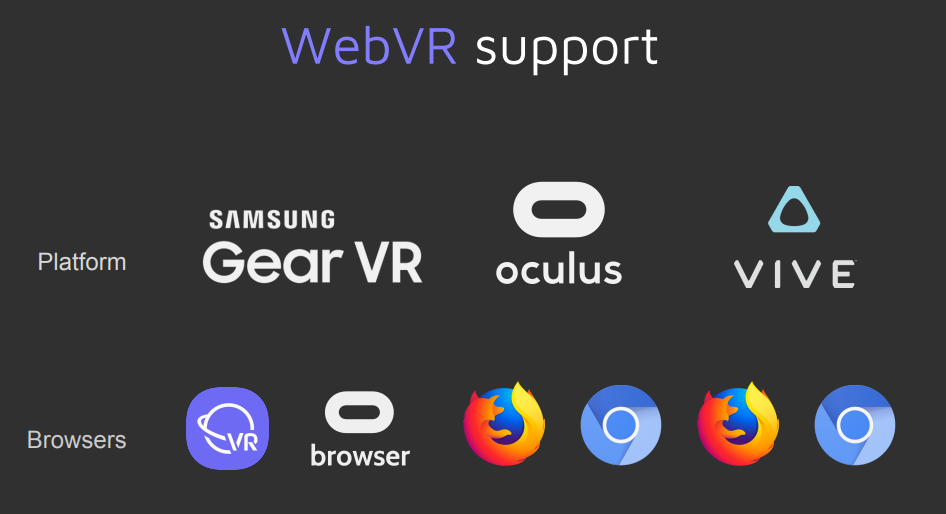 WebVR support
SAMSUNG
Gear VR
oculus
VIVE
Platform
VR
browser
Browsers